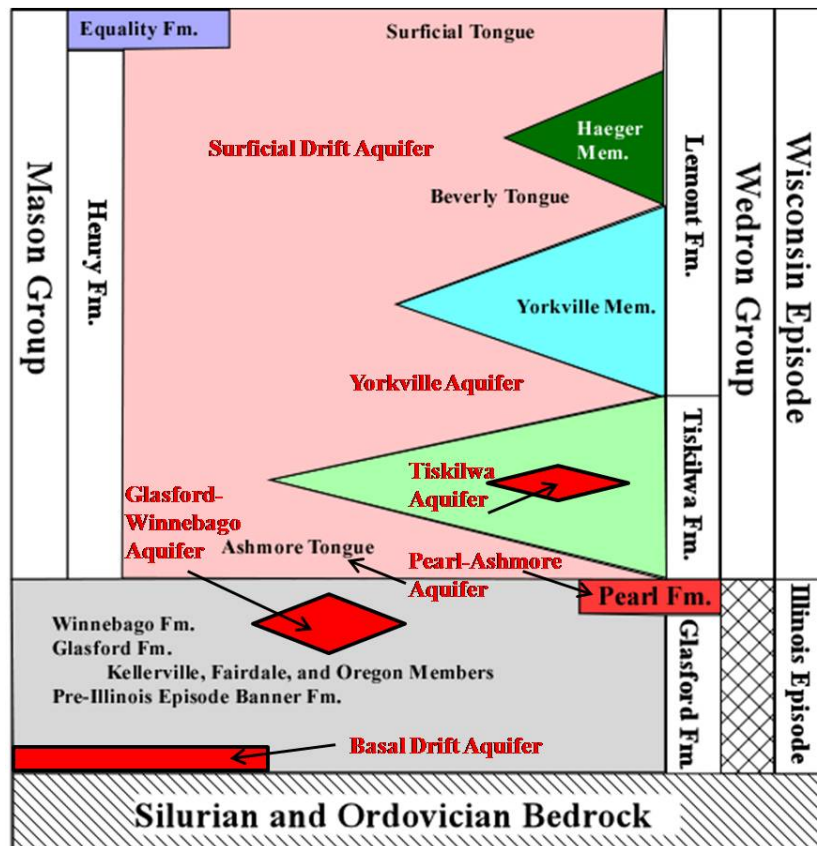 Equality Fm.
Surficial Tongue
Haeger
Mem.
Surficial Drift Aquifer
Beverly Tongue
Mason Group
Henry Fm.
Lemont Fm.
Wedron Group
Wisconsin Episode
Yorkville Mem.
Yorkville Aquifer
Tiskilwa
Aquifer
Tiskilwa Fm.
Glasford-
Winnebago
Aquifer
Ashmore Tongue
Pearl-Ashmore
Aquifer
Pearl Fm.
Winnebago Fm.
Glasford Fm.
Kellerville, Fairdale, and Oregon Members
Pre-Illinois Episode Banner Fm.
Glasford Fm.
Illinois Episode
Basal Drift Aquifer
Silurian and Ordovician Bedrock